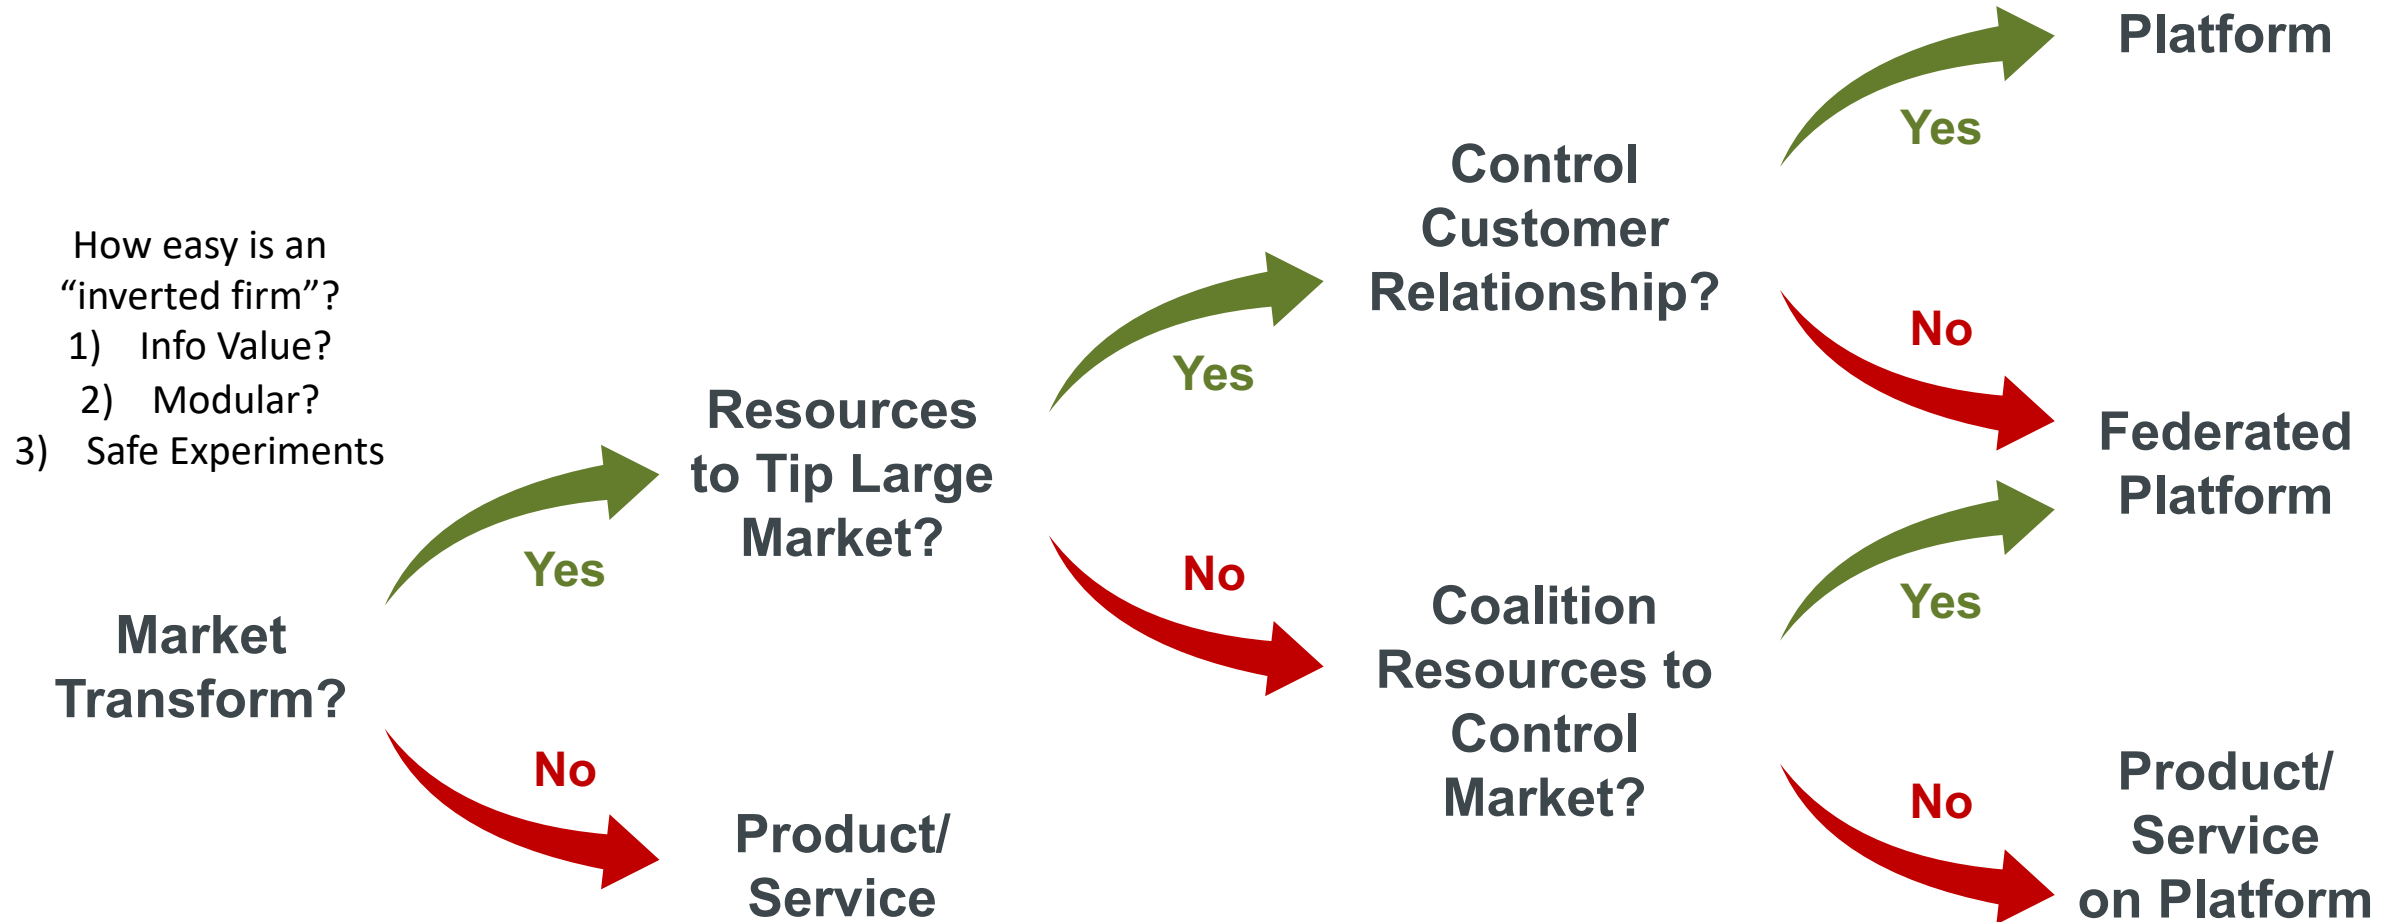 How easy is an
“inverted firm”?
1) Info Value?
2) Modular?
3) Safe Experiments
Market
Transform?
Yes
No
Resources
to Tip Large
Market?
Product/
Service
Yes
No
Control
Customer
Relationship?
Coalition
Resources to
Control
Market?
Yes
No
Yes
No
Platform
Federated
Platform
Product/
Service
on Platform